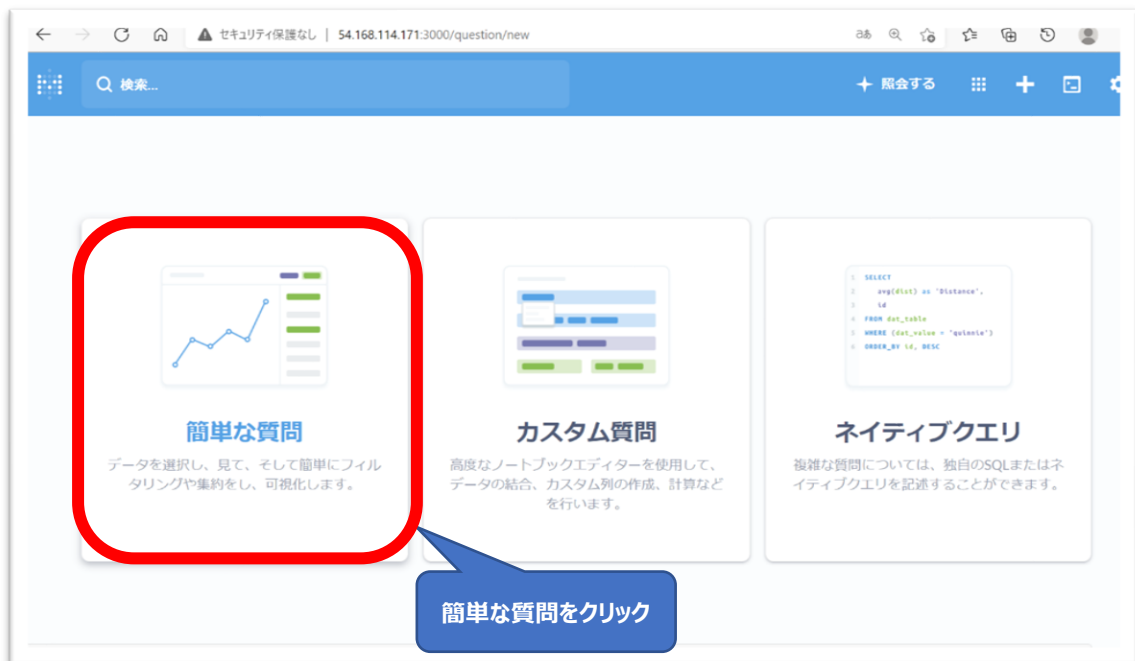 セキュリティ保護なし | 54.168.114.171:3000/question/new
検索...
照会する
1 SELECT
2 avg(dist) as 'Distance',
3 id
4 FROM dat_table
5 WHERE (dat_value = 'quinnie')
6 ORDER_BY id, DESC
簡単な質問
データを選択し、見て、そして簡単にフィル
タリングや集約をし、可視化します。
カスタム質問
高度なノートブックエディターを使用して、
データの結合、カスタム列の作成、計算など
を行います。
ネイティブクエリ
複雑な質問については、独自のSQLまたはネ
イティブクエリを記述することができます。
簡単な質問をクリック